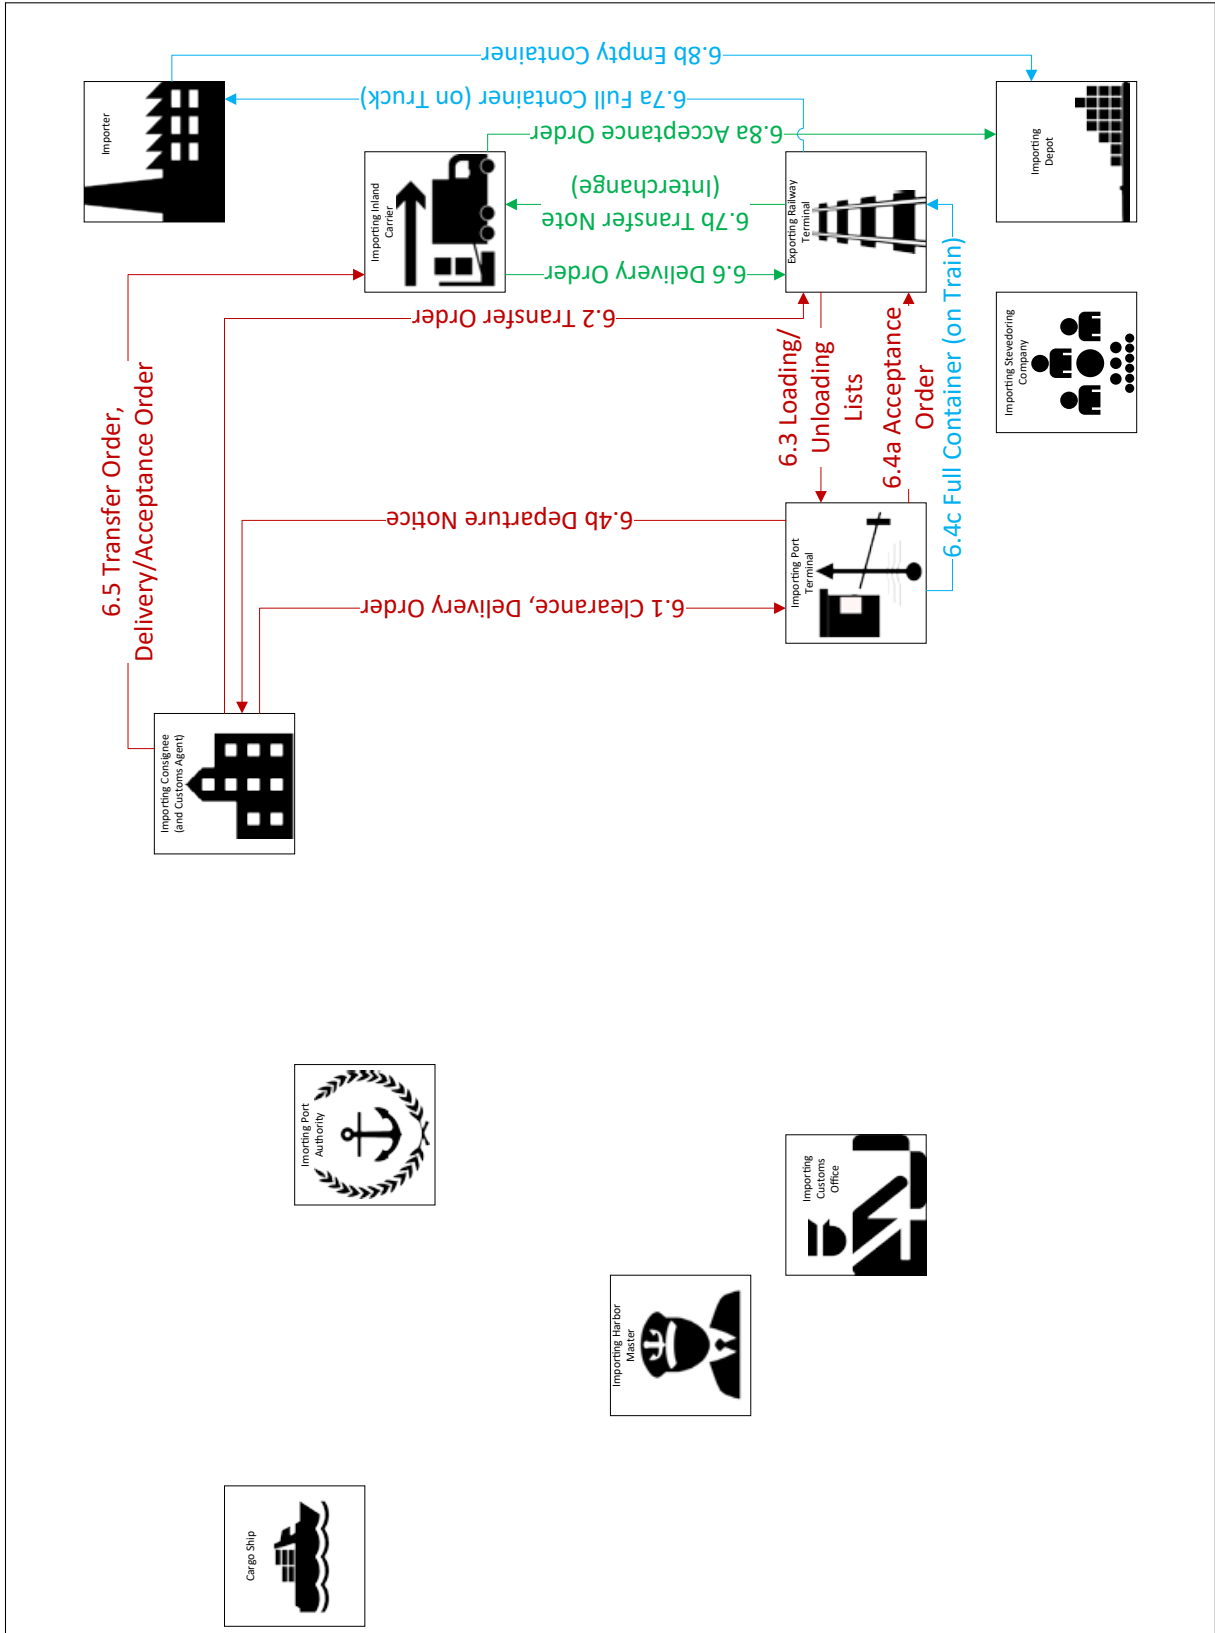 6.8b Empty Container
6.7a Full Container (on Truck)
6.8a Acceptance Order
Importer
Importing Inland
Carrier
6.7b Transfer Note
(Interchange)
6.6 Delivery Order
Exporting Railway
Terminal
Importing
Depot
6.5 Transfer Order,
Delivery/Acceptance Order
6.2 Transfer Order
6.3 Loading/
Unloading
Lists
6.4a Acceptance
Order
6.4c Full Container (on Train)
Importing Stevedoring
Company
6.4b Departure Notice
6.1 Clearance, Delivery Order
Importing Port
Terminal
Importing Consignee
(and Customs Agent)
Imorting Port
Authority
Importing
Customs
Office
Importing Harbor
Master
Cargo Ship